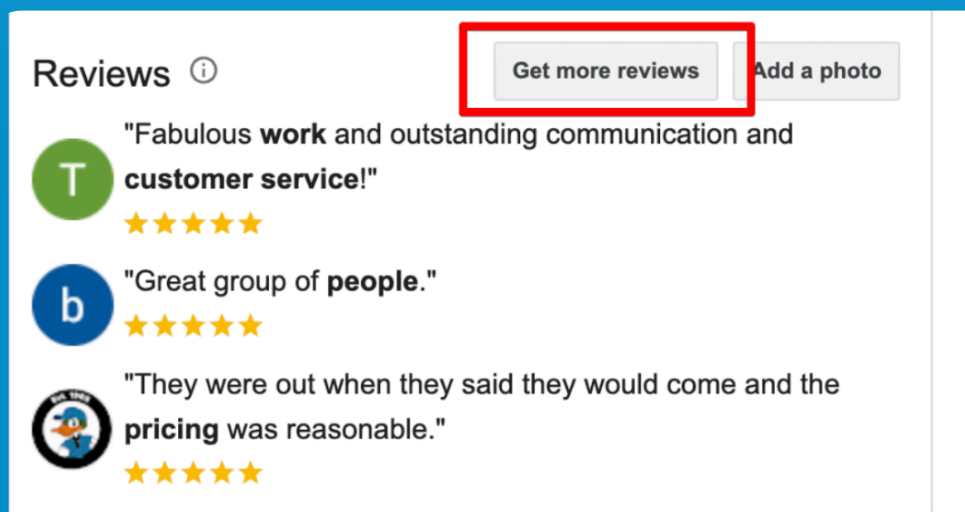 Reviews
Get more reviews
Add a photo
"Fabulous work and outstanding communication and
T
customer service!"
b
"Great group of people."
"They were out when they said they would come and the
pricing was reasonable."